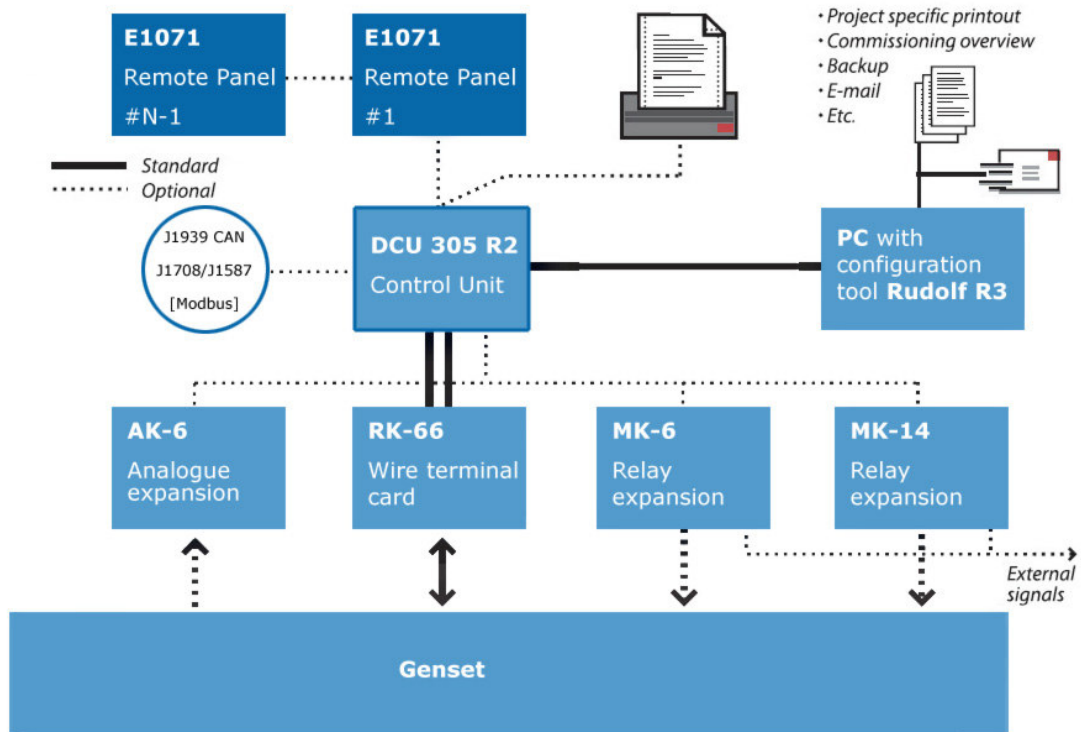 E1071
Remote Panel
#N-1
E1071
Remote Panel
#1
• Project specific printout
• Commissioning overview
• Backup
• E-mail
• Etc.
Standard
Optional
J1939 CAN
J1708/J1587
[Modbus]
DCU 305 R2
Control Unit
PC with
configuration
tool Rudolf R3
AK-6
Analogue
expansion
RK-66
Wire terminal
card
MK-6
Relay
expansion
MK-14
Relay
expansion
External
signals
Genset